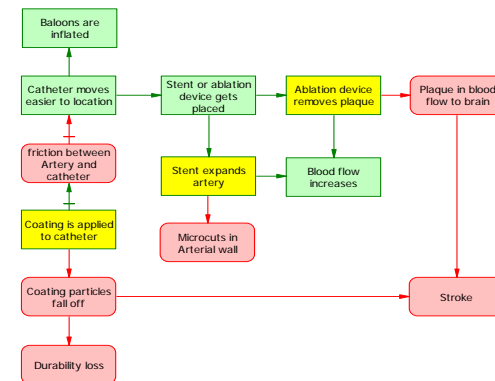 Baloons are
inflated
Catheter moves
easier to location
Stent or ablation
device gets
placed
Ablation device
removes plaque
Plaque in blood
flow to brain
friction between
Artery and
catheter
Stent expands
artery
Blood flow
increases
Coating is applied
to catheter
Microcuts in
Arterial wall
Coating particles
fall off
Stroke
Durability loss